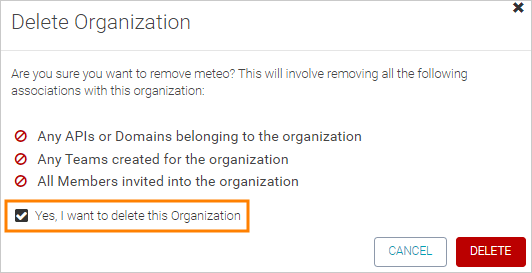 Delete Organization
Are you sure you want to remove meteo? This will involve removing all the following
associations with this organization:
Any APIs or Domains belonging to the organization
Any Teams created for the organization
All Members invited into the organization
Yes, I want to delete this Organization
CANCEL DELETE